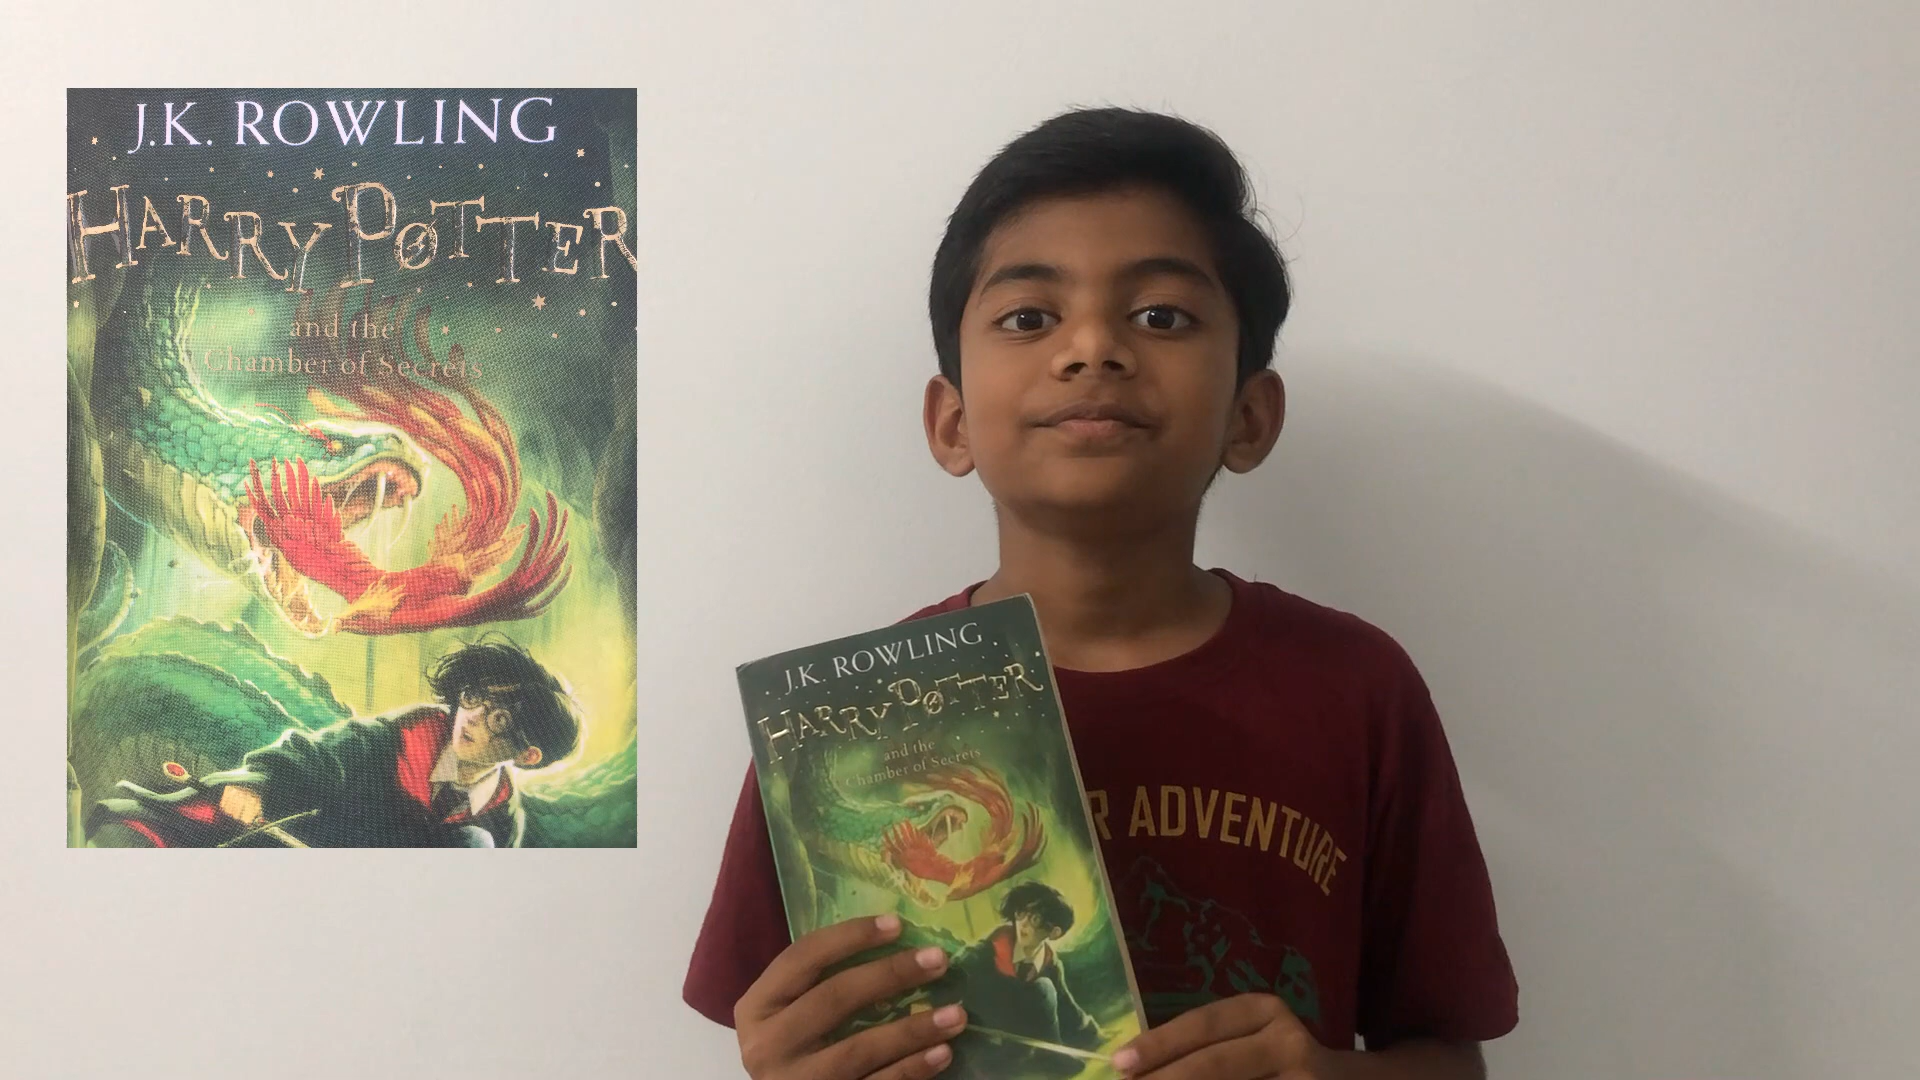 J.K. ROWLING
HARRY POTTER
and the
Chamber of Secrets
J.K. ROWLING
HARRY POTTER
and the
Chamber of Secrets
ADVENTURE